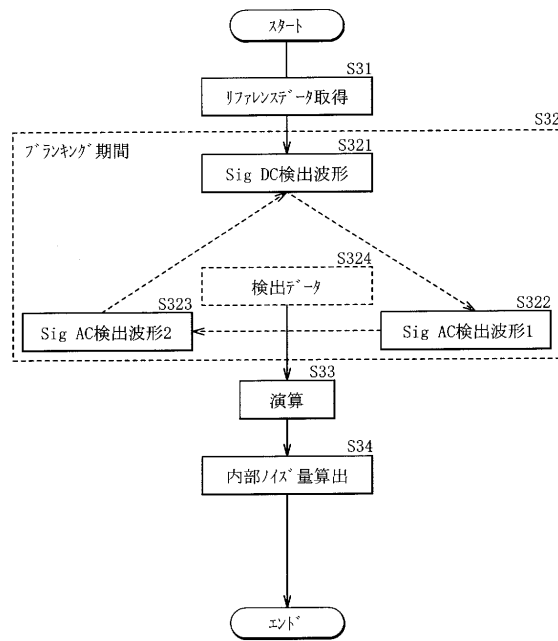 スタート
S31
リファレンスデータ取得
S32
ブランキング期間
S321
Sig DC検出波形
S324
検出データ
S323
S322
Sig AC検出波形2
Sig AC検出波形1
S33
演算
S34
内部ノイズ量算出
エンド